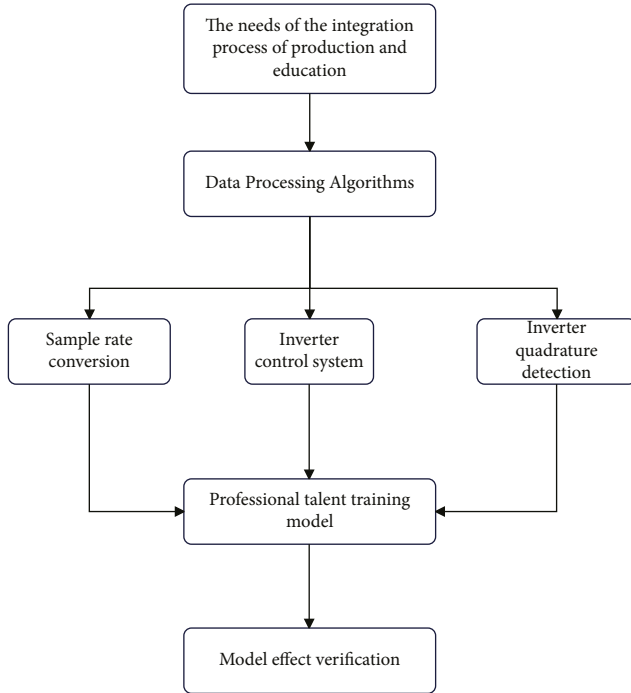 The needs of the integration
process of production and
education
Data Processing Algorithms
Sample rate
conversion
Inverter
control system
Inverter
quadrature
detection
Professional talent training
model
Model effect verification